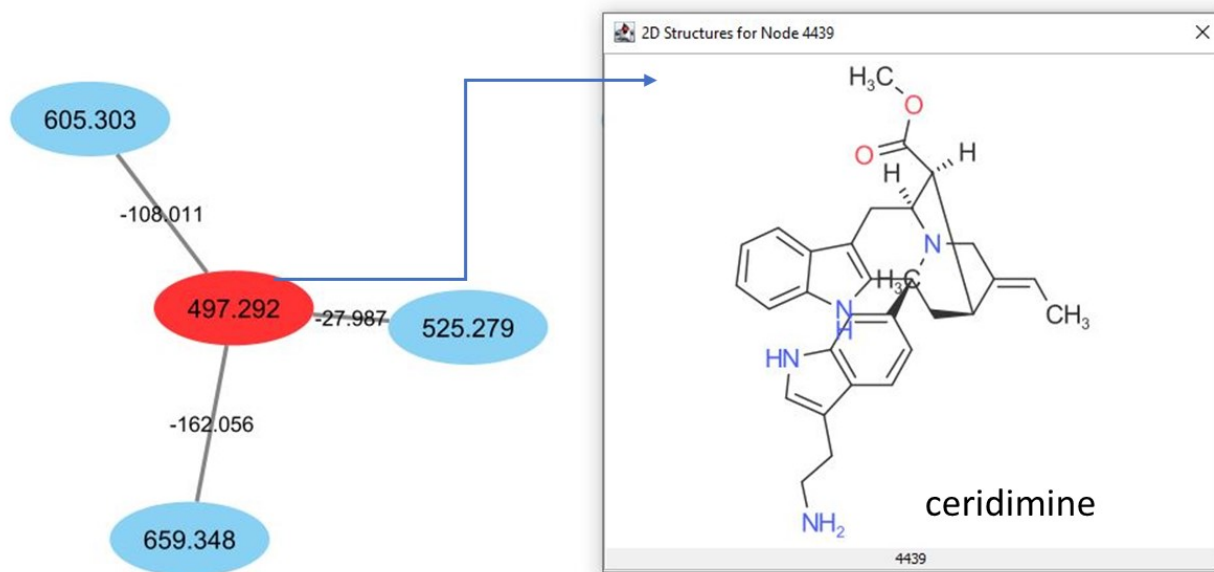 605.303
-108.011
497.292
-27.987
525.279
-162.056
659.348
2D Structures for Node 4439
H3C
O
O
H
H
N
H3C
CH3
N
H
HN
NH2
ceridimine
4439